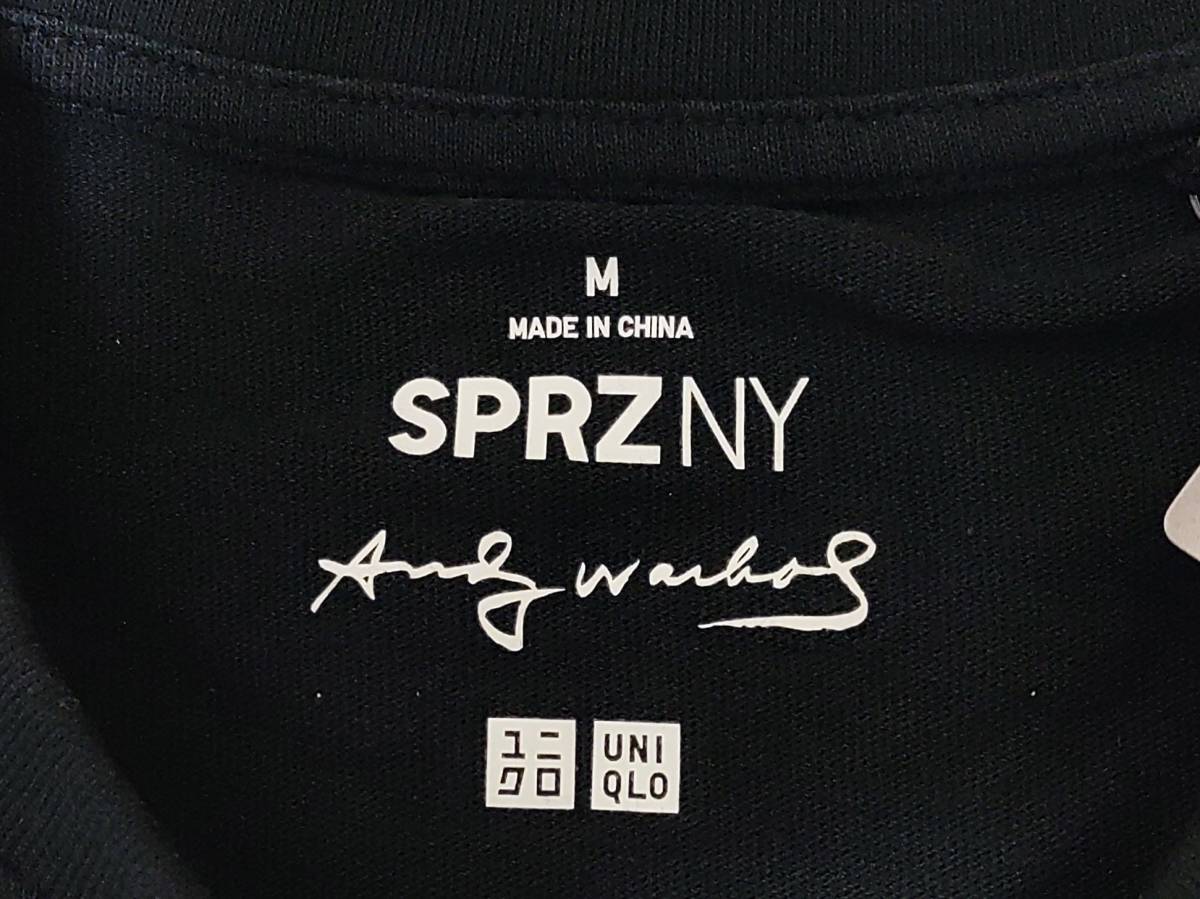 M
MADE IN CHINA
SPRZ NY
Andy Warhol
ユニ
クロ
UNI
QLO